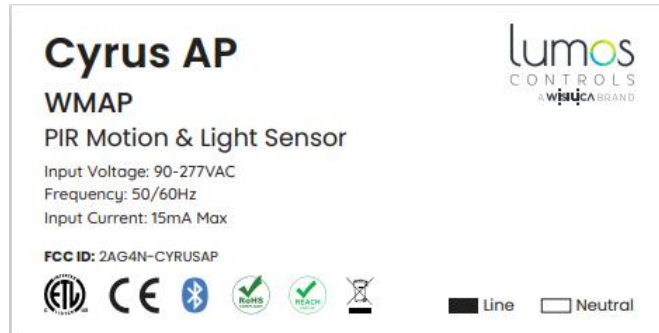 Cyrus AP
lumos
CONTROLS
A WISILICA BRAND
WMAP
PIR Motion & Light Sensor
Input Voltage: 90-277VAC
Frequency: 50/60Hz
Input Current: 15mA Max
FCC ID: 2AG4N-CYRUSAP
ETL CE RoHS REACH
Line Neutral